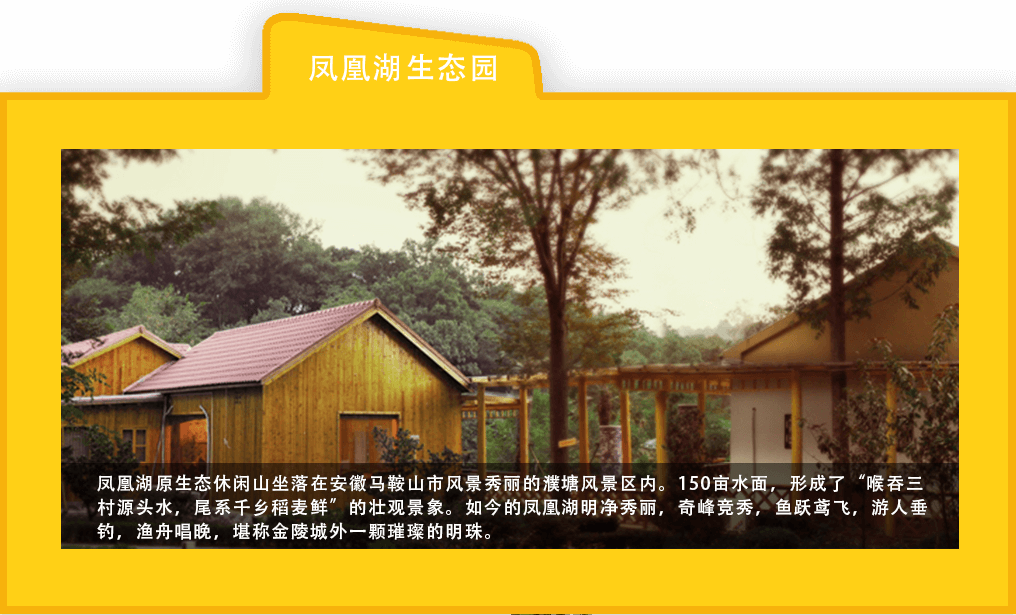 凤凰湖生态园
凤凰湖原生态休闲山坐落在安徽马鞍山市风景秀丽的濮塘风景区内。150亩水面，形成了“喉吞三
村源头水，尾系千乡稻麦鲜”的壮观景象。如今的凤凰湖明净秀丽，奇峰竞秀，鱼跃鸢飞，游人垂
钓，渔舟唱晚，堪称金陵城外一颗璀璨的明珠。